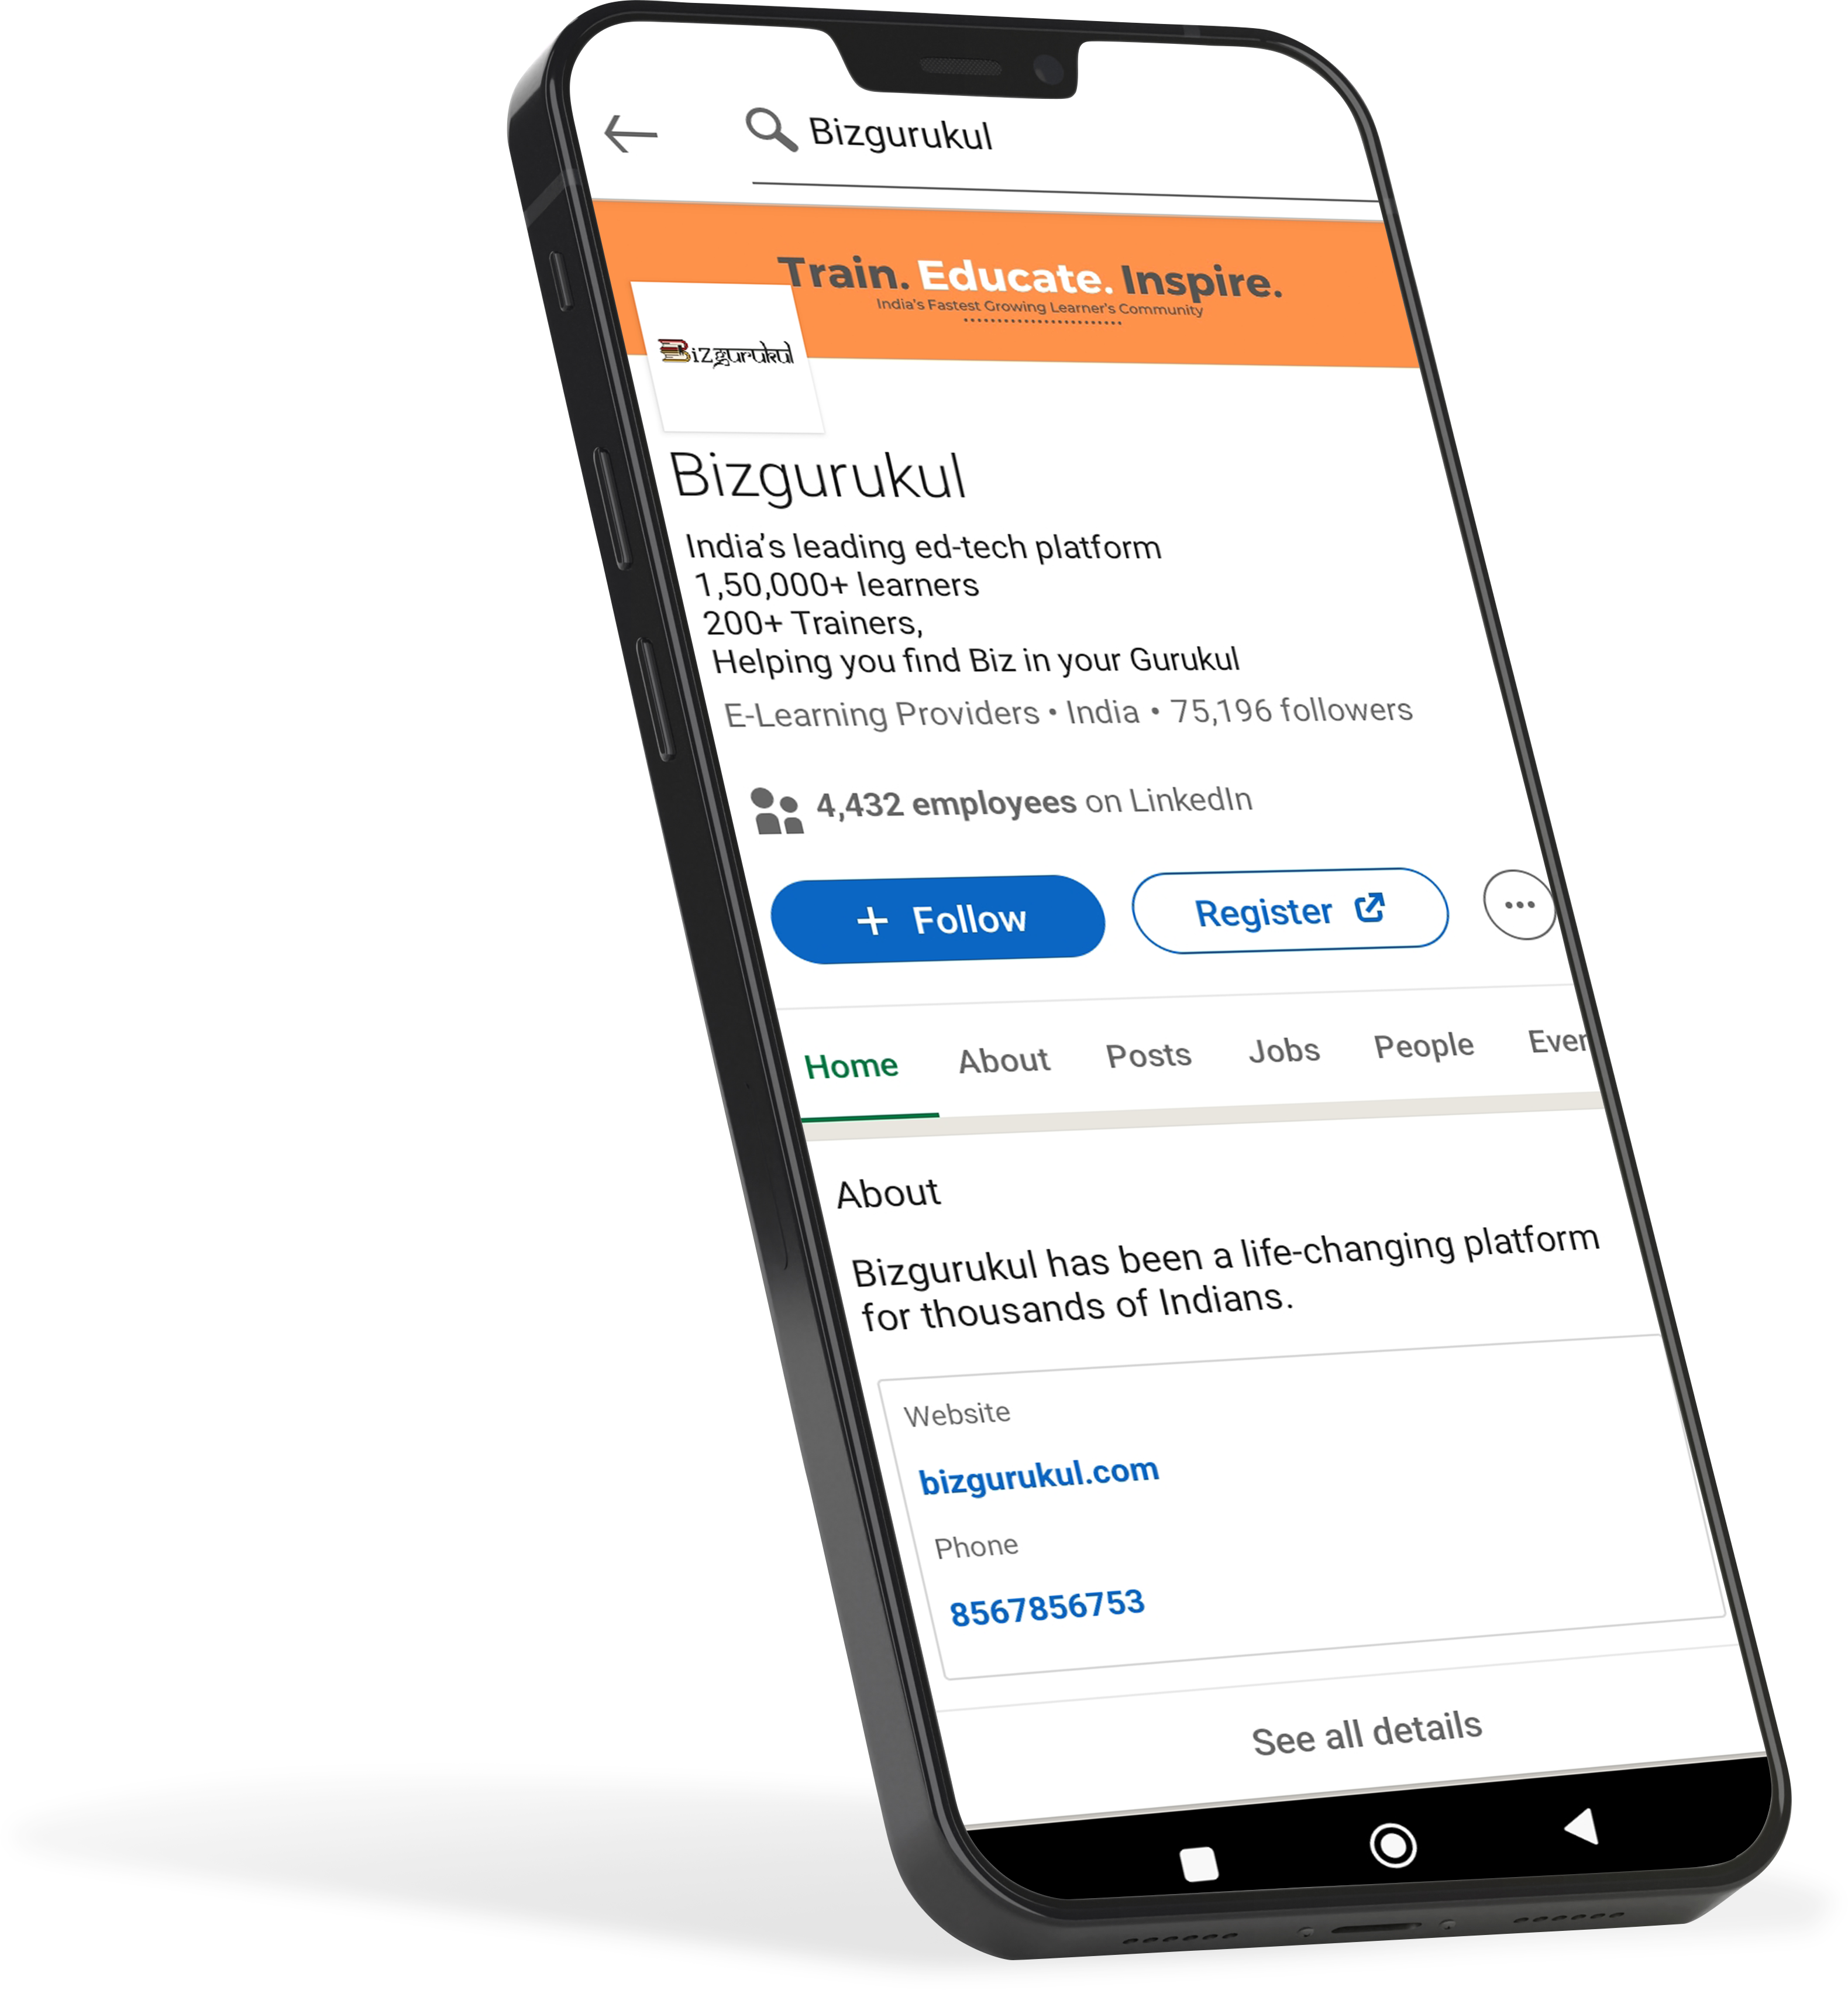 Bizgurukul
Train. Educate. Inspire.
India's Fastest Growing Learner's Community
Bizgurukul
Bizgurukul
India's leading ed-tech platform
1,50,000+ learners
200+ Trainers,
Helping you find Biz in your Gurukul
E-Learning Providers • India • 75,196 followers
4,432 employees on LinkedIn
+ Follow
Register
Home About Posts Jobs People Even
About
Bizgurukul has been a life-changing platform
for thousands of Indians.
Website
bizgurukul.com
Phone
8567856753
See all details